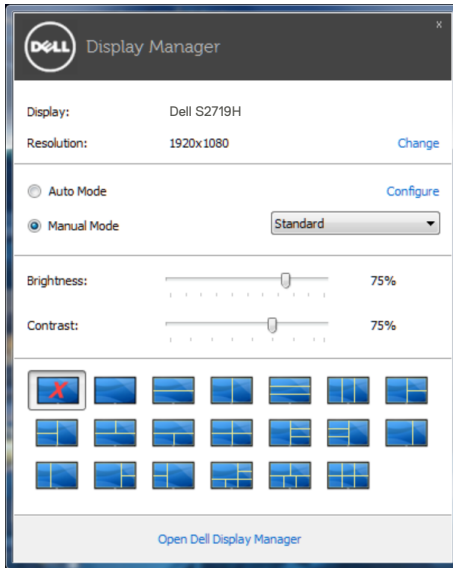 x
DELL Display Manager
Display: Dell S2719H
Resolution: 1920x1080 Change
Auto Mode Configure
Manual Mode Standard
Brightness: 75%
Contrast: 75%
Open Dell Display Manager